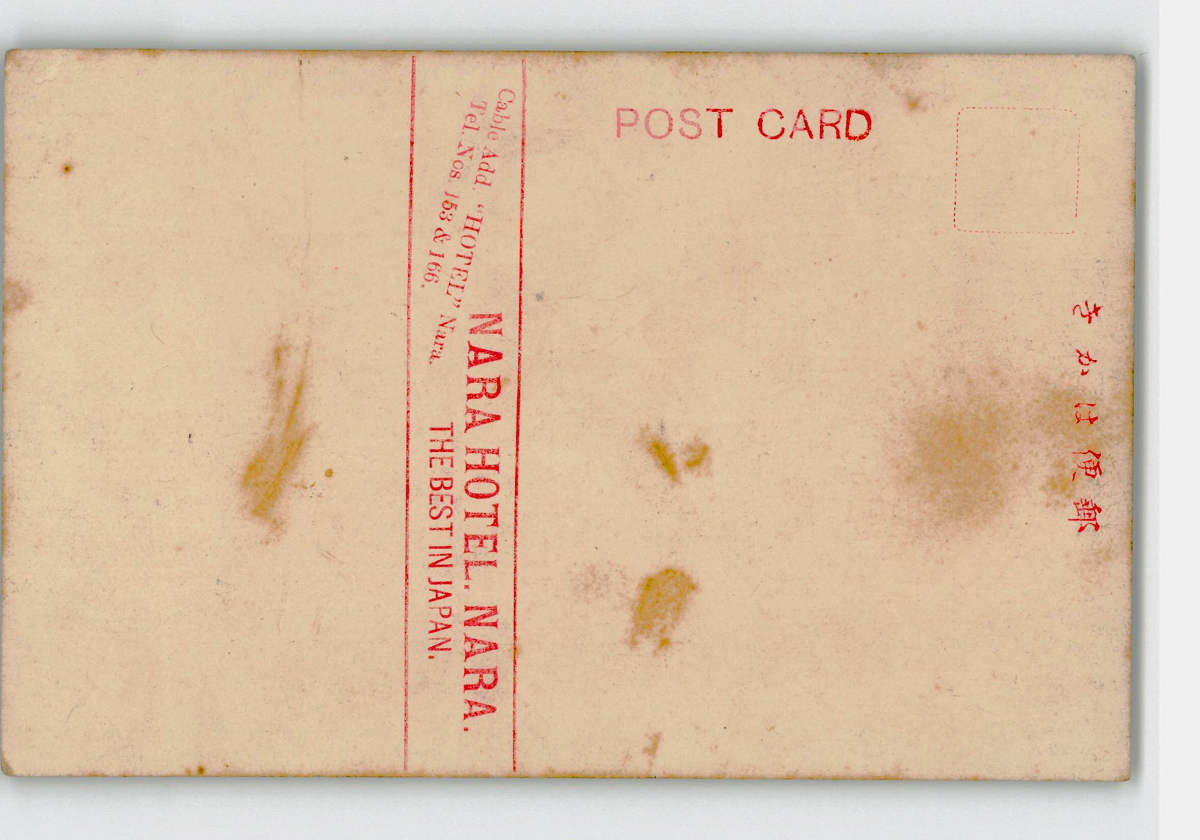 POST CARD
郵便はかき
Cable Add. “HOTEL” Nara.
Tel. Nos. 153 & 166.
NARA HOTEL. NARA.
THE BEST IN JAPAN.